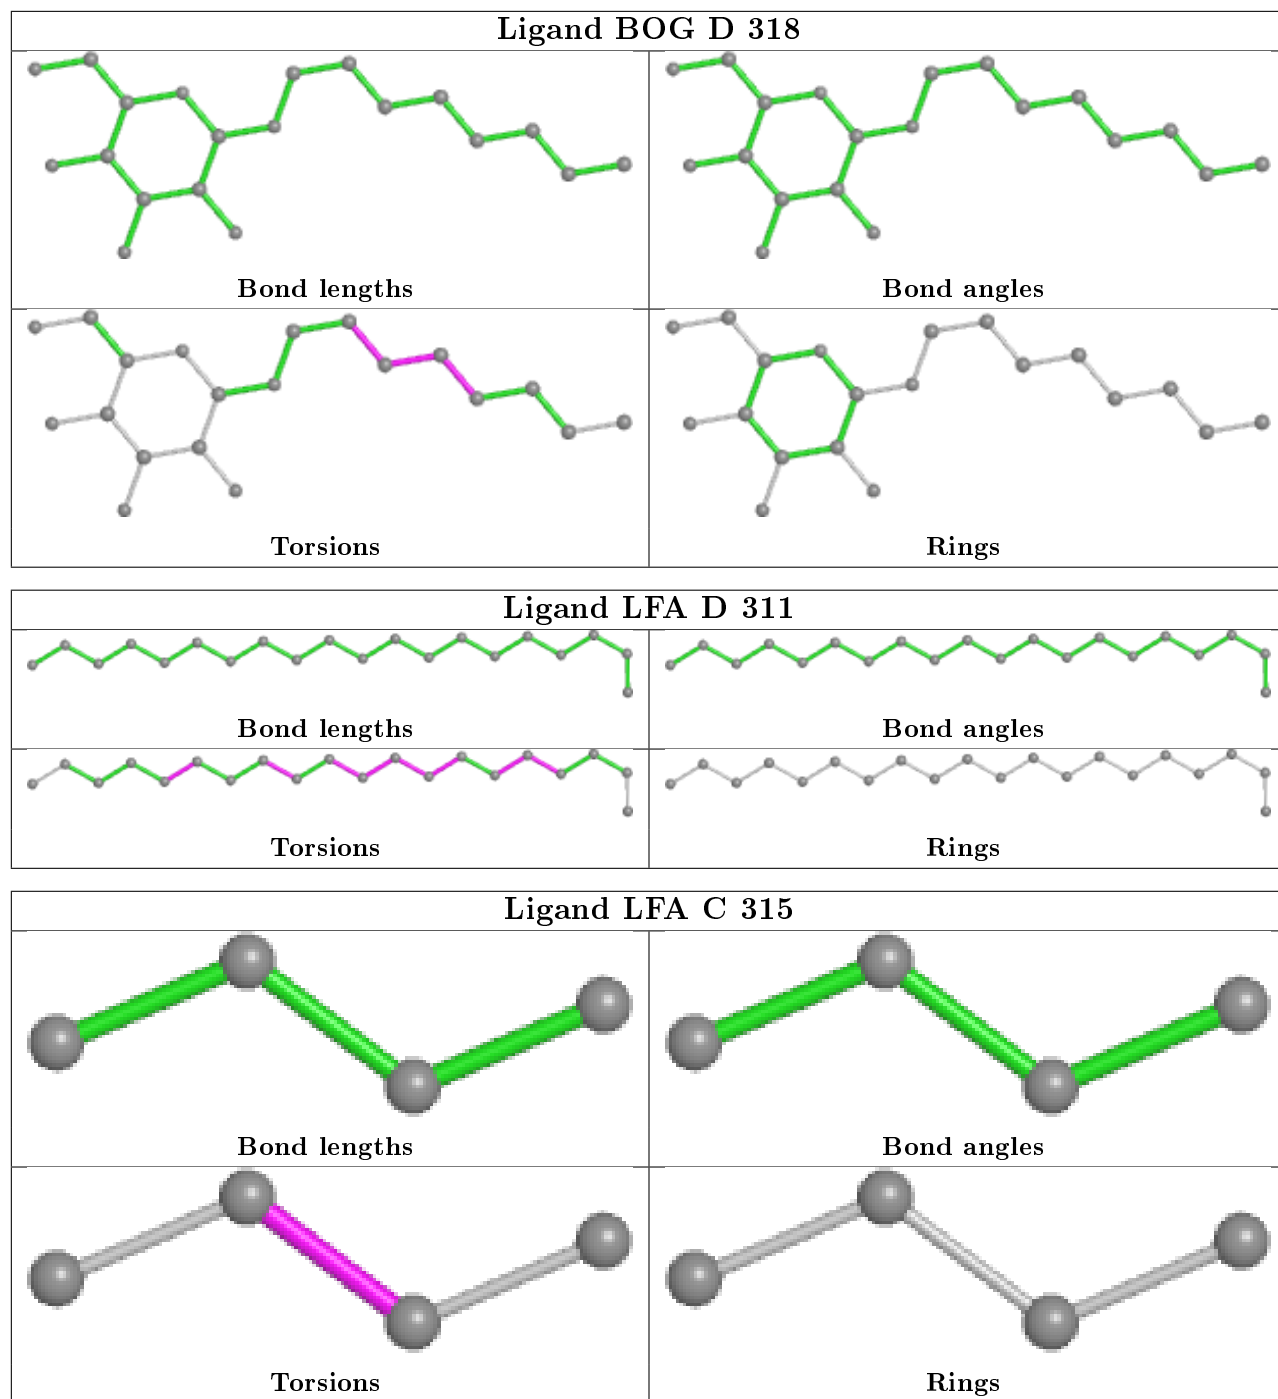 Ligand BOG D 318
Bond lengths
Bond angles
Torsions
Rings
Ligand LFA D 311
Bond lengths
Bond angles
Torsions
Rings
Ligand LFA C 315
Bond lengths
Bond angles
Torsions
Rings